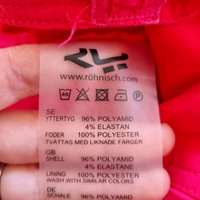 www.röhnisch.com
SE
YTTERTYG 96% POLYAMID
4% ELASTAN
FODER 100% POLYESTER
TVÄTTAS MED LIKNADE FÄRGER
GB
SHELL 96% POLYAMID
4% ELASTANE
LINING 100% POLYESTER
WASH WITH SIMILAR COLORS
DE
SCHALE 96% POLYAMID